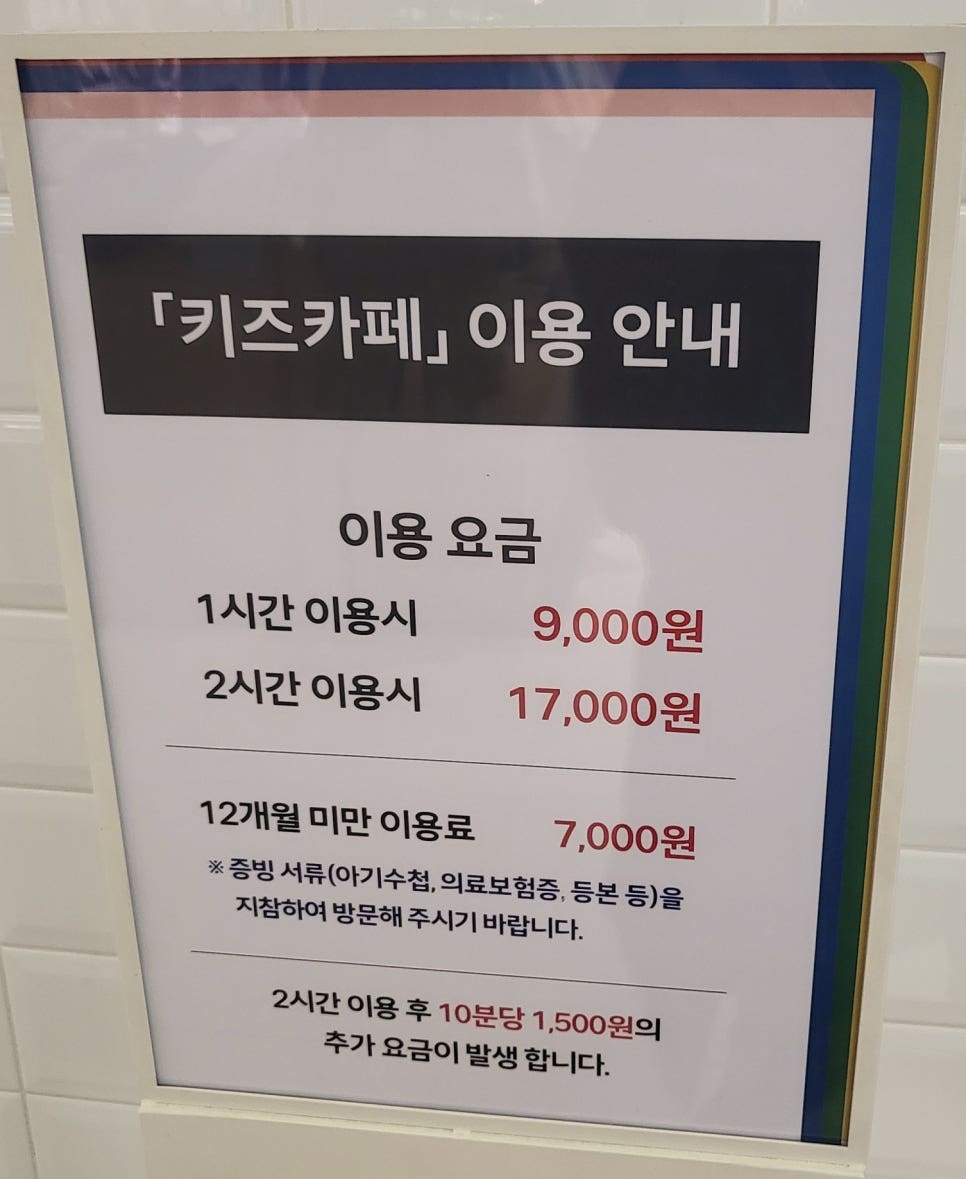 「키즈카페」 이용 안내
이용 요금
1시간 이용시 9,000원
2시간 이용시 17,000원
12개월 미만 이용료 7,000원
※ 증빙 서류(아기수첩, 의료보험증, 등본 등)을
지참하여 방문해 주시기 바랍니다.
2시간 이용 후 10분당 1,500원의
추가 요금이 발생 합니다.